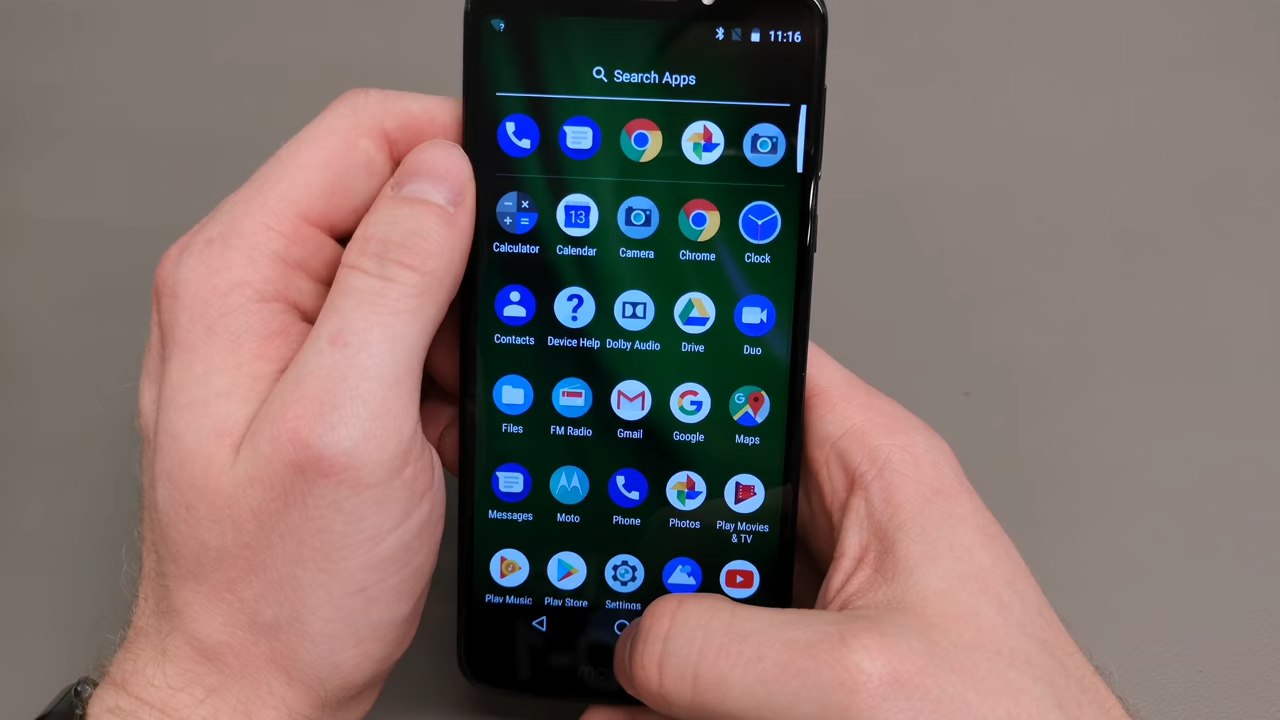 11:16
Search Apps
13
Calculator Calendar Camera Chrome Clock
Contacts Device Help Dolby Audio Drive Duo
Files FM Radio Gmail Google Maps
Messages Moto Phone Photos Play Movies
& TV
Play Music Play Store Settings